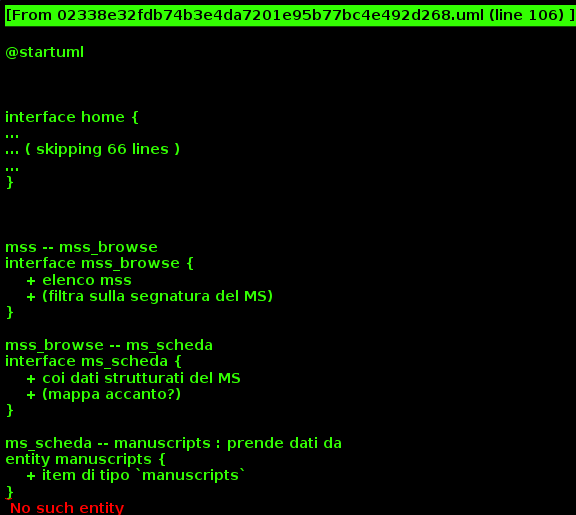 [From 02338e32fdb74b3e4da7201e95b77bc4e492d268.uml (line 106) ]
@startuml
interface home {
...
... ( skipping 66 lines )
...
}
mss -- mss_browse
interface mss_browse {
+ elenco mss
+ (filtra sulla segnatura del MS)
}
mss_browse -- ms_scheda
interface ms_scheda {
+ coi dati strutturati del MS
+ (mappa accanto?)
}
ms_scheda -- manuscripts : prende dati da
entity manuscripts {
+ item di tipo `manuscripts`
}
No such entity